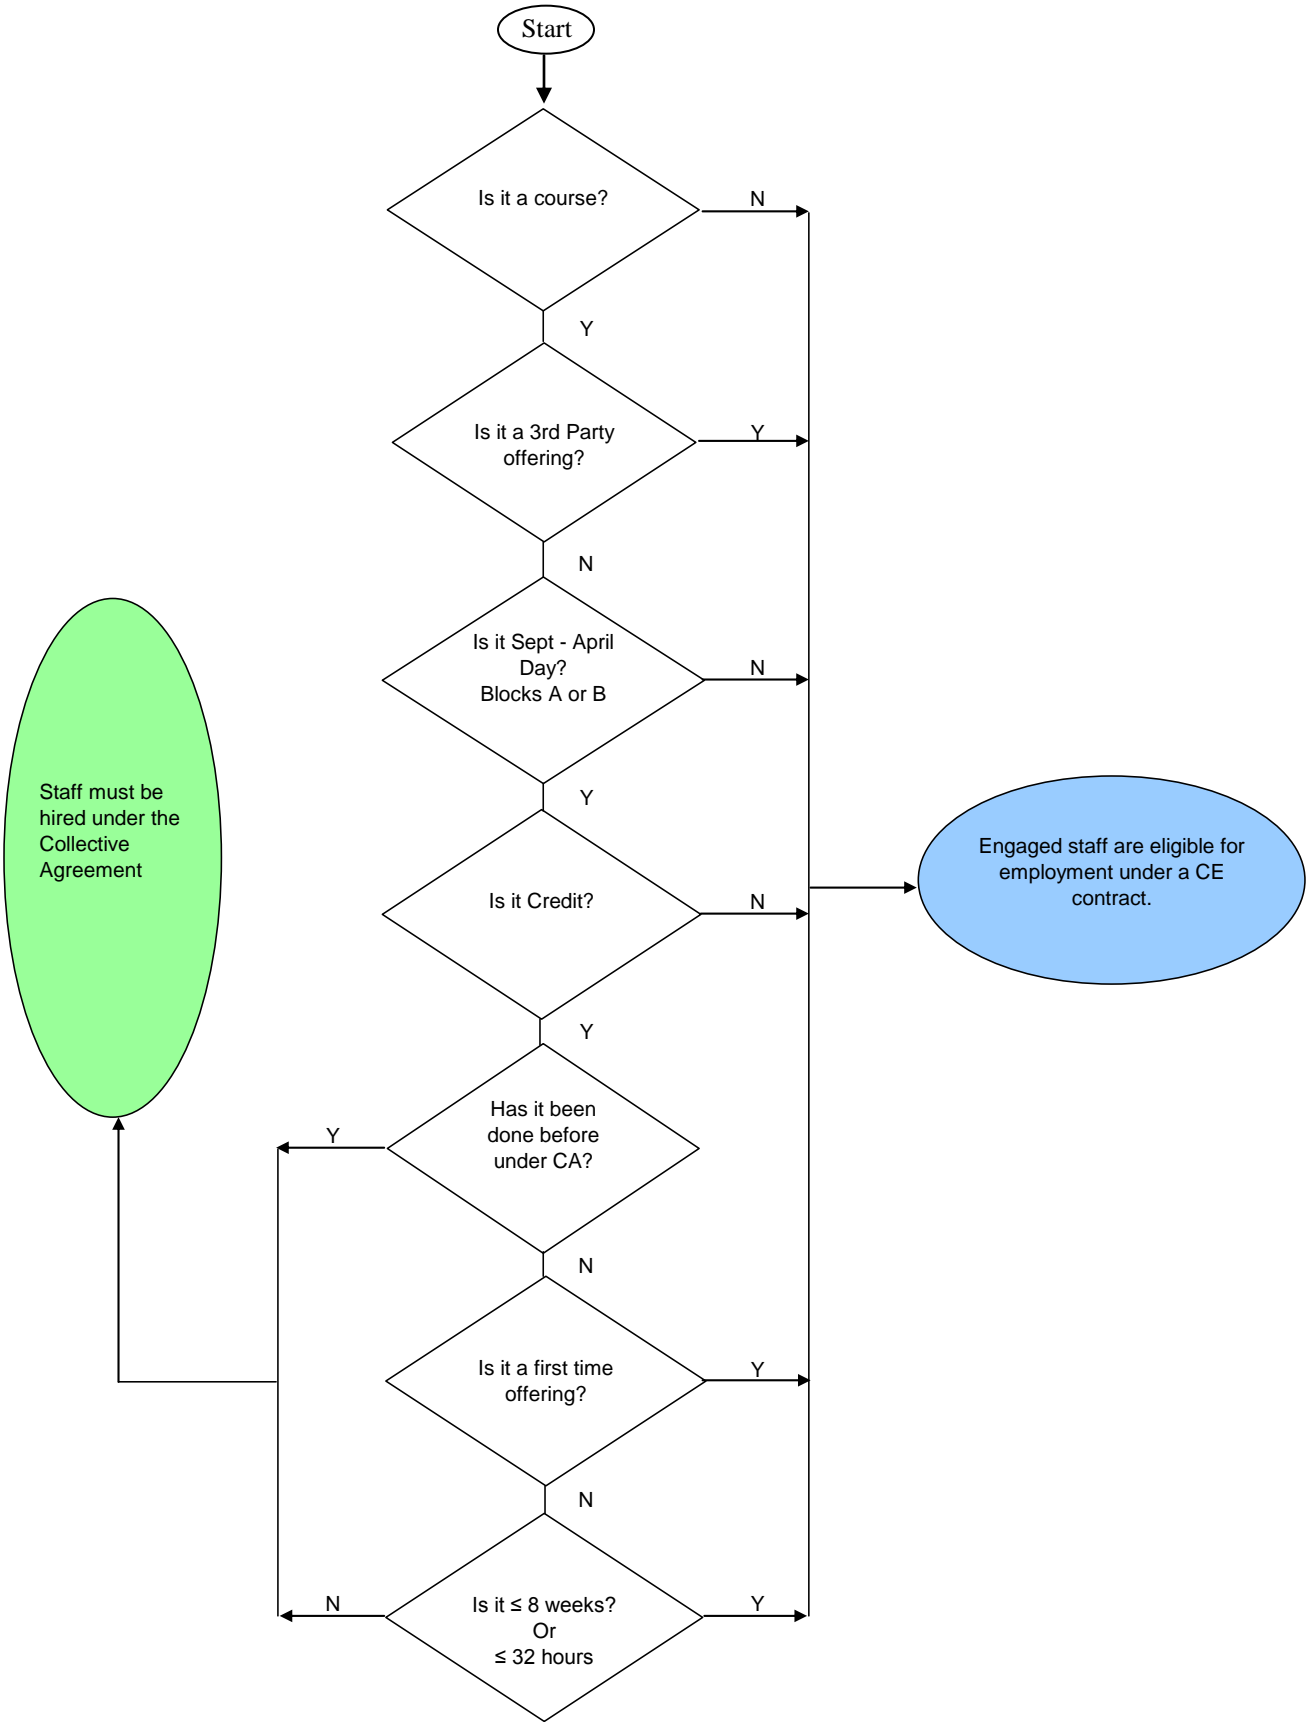 Start
Is it a course?
N
Y
Is it a 3rd Party
offering?
Y
N
Is it Sept - April
Day?
Blocks A or B
N
Y
Is it Credit?
N
Y
Has it been
done before
under CA?
Y
N
Is it a first time
offering?
Y
N
Is it ≤ 8 weeks?
Or
≤ 32 hours
N
Y
Staff must be
hired under the
Collective
Agreement
Engaged staff are eligible for
employment under a CE
contract.